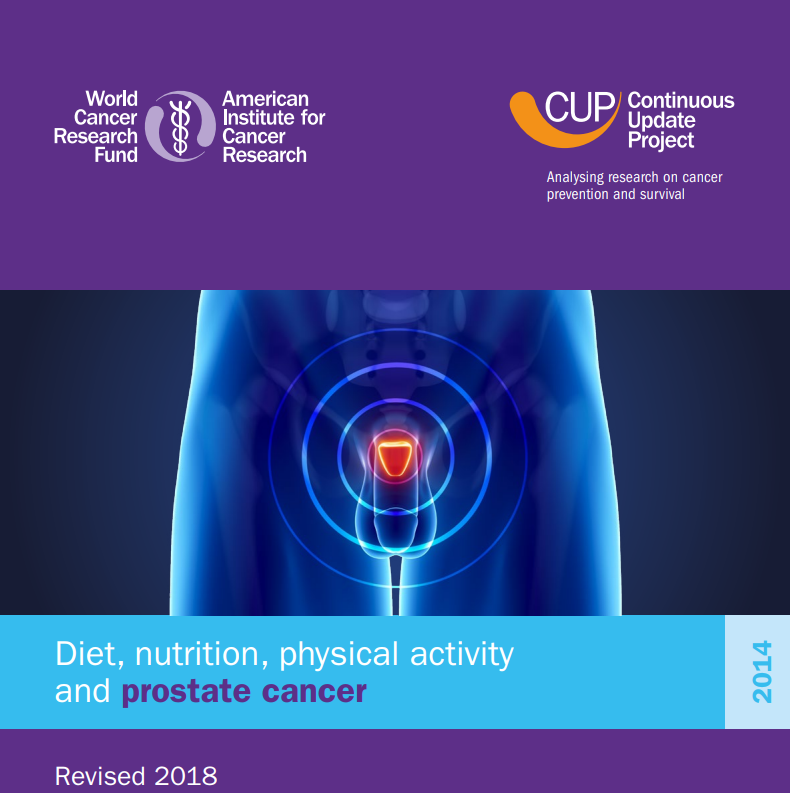 World
Cancer
Research
Fund
American
Institute for
Cancer
Research
CUP
Continuous
Update
Project
Analysing research on cancer
prevention and survival
Diet, nutrition, physical activity
and prostate cancer
2014
Revised 2018